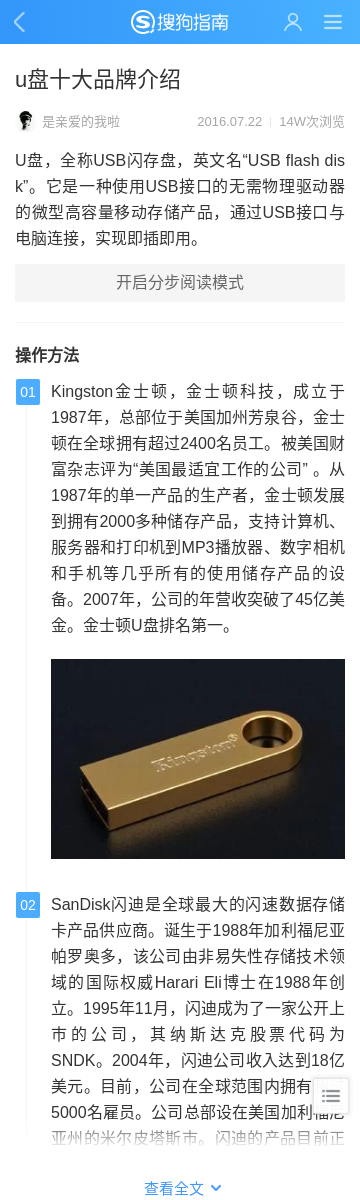 搜狗指南
u盘十大品牌介绍
是亲爱的我啦 2016.07.22 14W次浏览
U盘，全称USB闪存盘，英文名“USB flash dis
k”。它是一种使用USB接口的无需物理驱动器
的微型高容量移动存储产品，通过USB接口与
电脑连接，实现即插即用。
开启分步阅读模式
操作方法
01
Kingston金士顿，金士顿科技，成立于
1987年，总部位于美国加州芳泉谷，金士
顿在全球拥有超过2400名员工。被美国财
富杂志评为“美国最适宜工作的公司” 。从
1987年的单一产品的生产者，金士顿发展
到拥有2000多种储存产品，支持计算机、
服务器和打印机到MP3播放器、数字相机
和手机等几乎所有的使用储存产品的设
备。2007年，公司的年营收突破了45亿美
金。金士顿U盘排名第一。
Kingston®
02
SanDisk闪迪是全球最大的闪速数据存储
卡产品供应商。诞生于1988年加利福尼亚
帕罗奥多，该公司由非易失性存储技术领
域的国际权威Harari Eli博士在1988年创
立。1995年11月，闪迪成为了一家公开上
市的公司，其纳斯达克股票代码为
SNDK。2004年，闪迪公司收入达到18亿
美元。目前，公司在全球范围内拥有
5000名雇员。公司总部设在美国加利福尼
亚州的米尔皮塔斯市。闪迪的产品目前正
查看全文